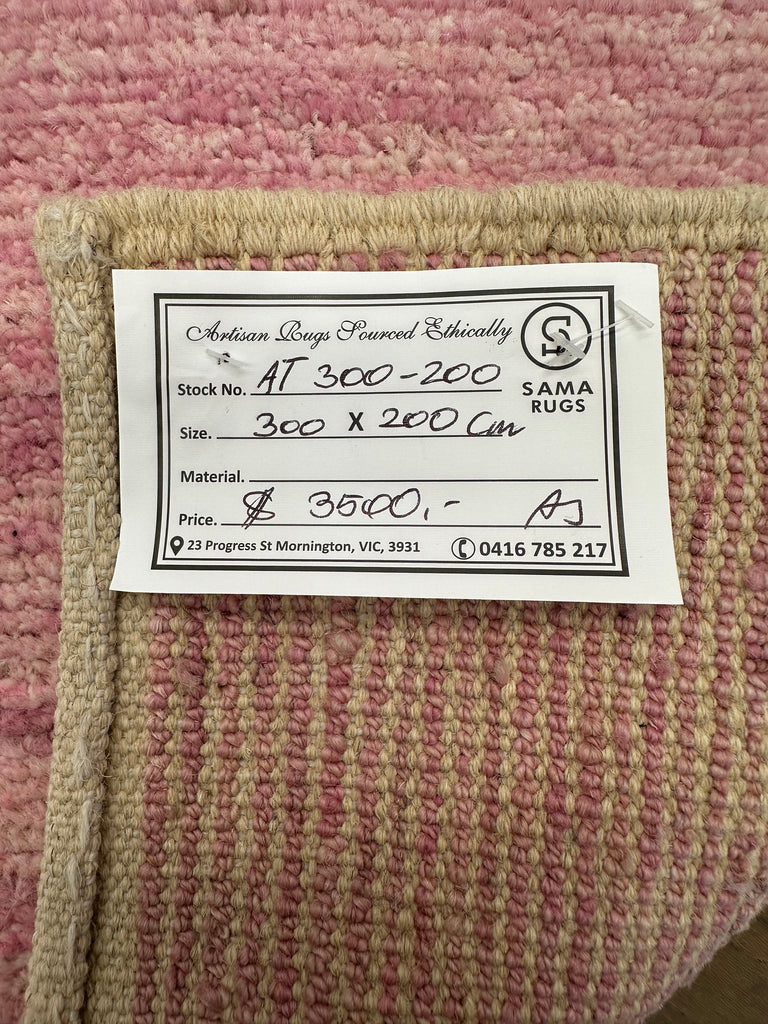 Artisan Rugs Sourced Ethically
S
SAMA
RUGS
Stock No. AT 300-200
Size. 300 x 200 Cm
Material.
Price. $ 3500,-
23 Progress St Mornington, VIC, 3931
0416 785 217